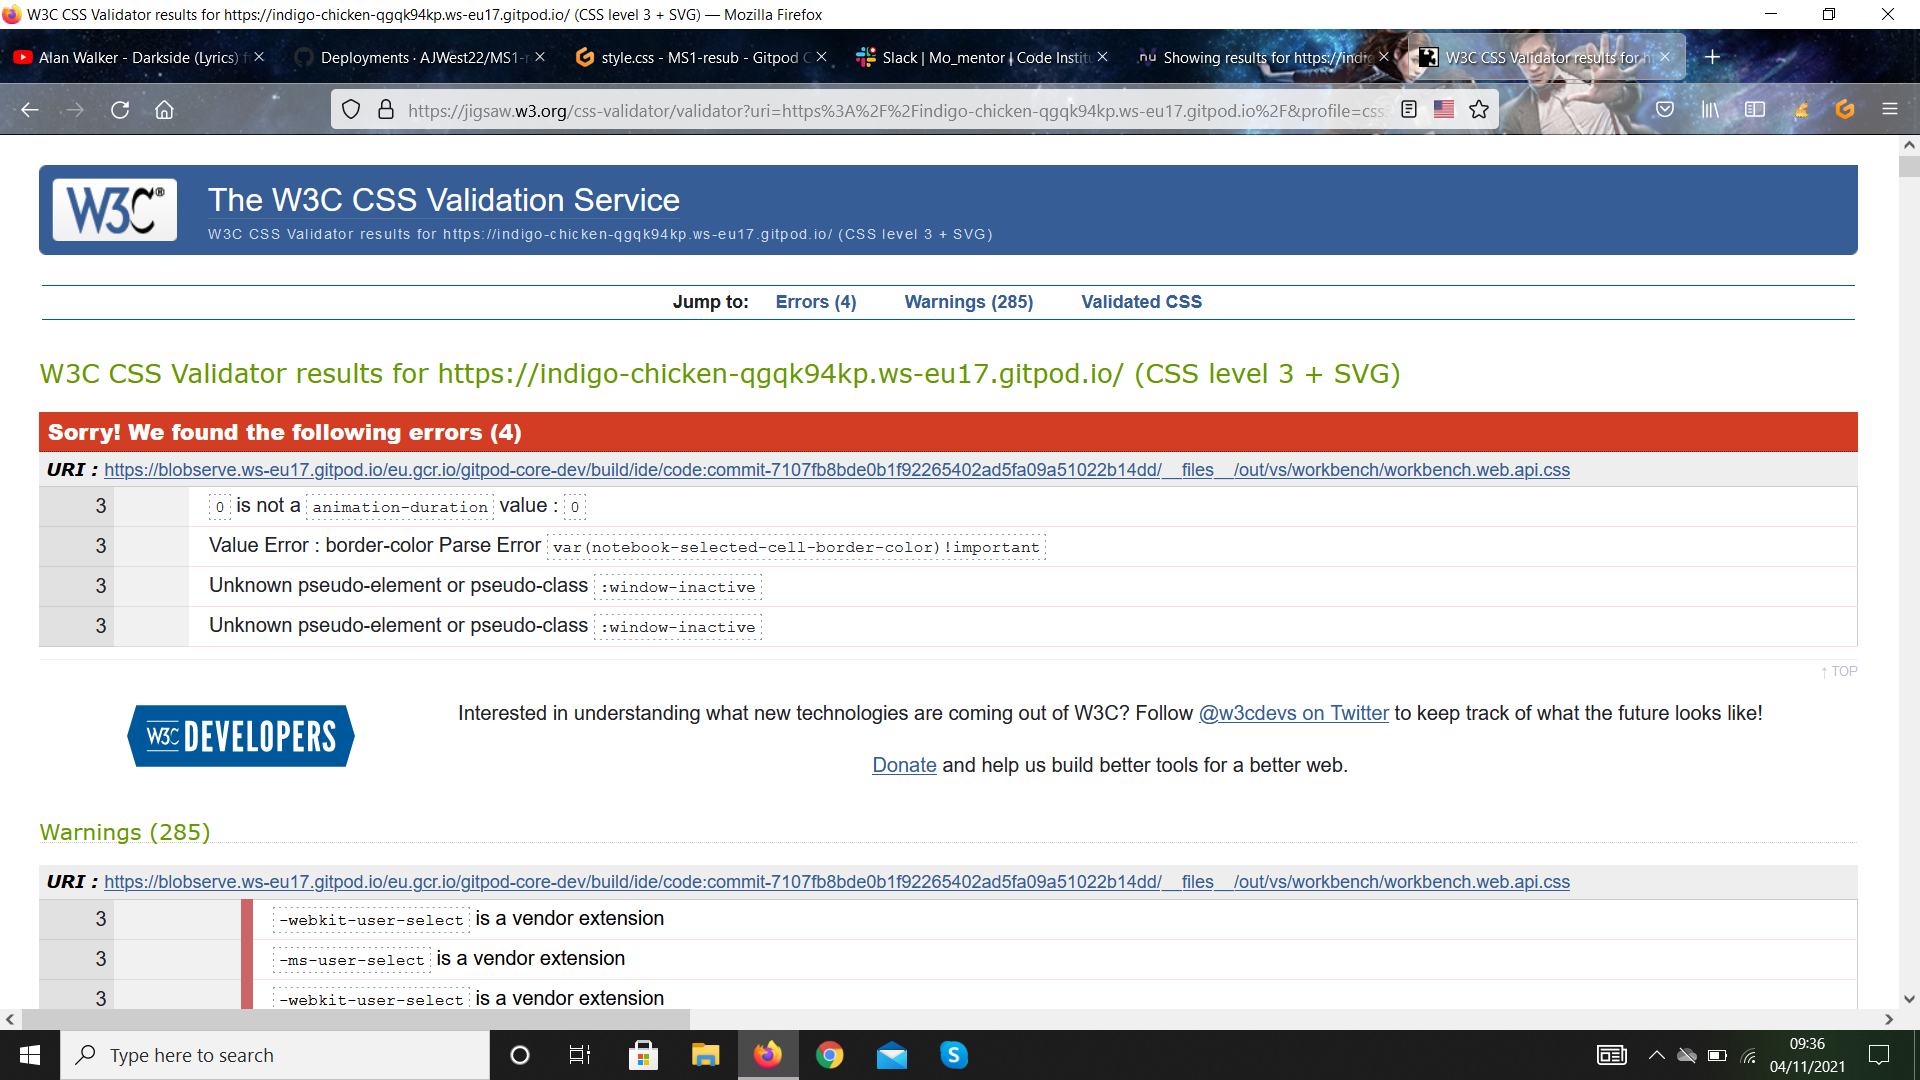 W3C CSS Validator results for https://indigo-chicken-qgqk94kp.ws-eu17.gitpod.io/ (CSS level 3 + SVG) — Mozilla Firefox
Alan Walker - Darkside (Lyrics) f
Deployments · AJWest22/MS1-r
style.css - MS1-resub - Gitpod C
Slack | Mo_mentor | Code Institu
nu Showing results for https://indig
W3C CSS Validator results for h
https://jigsaw.w3.org/css-validator/validator?uri=https%3A%2F%2Findigo-chicken-qgqk94kp.ws-eu17.gitpod.io%2F&profile=css3
W3C®
The W3C CSS Validation Service
W3C CSS Validator results for https://indigo-chicken-qgqk94kp.ws-eu17.gitpod.io/ (CSS level 3 + SVG)
Jump to: Errors (4) Warnings (285) Validated CSS
W3C CSS Validator results for https://indigo-chicken-qgqk94kp.ws-eu17.gitpod.io/ (CSS level 3 + SVG)
Sorry! We found the following errors (4)
URI : https://blobserve.ws-eu17.gitpod.io/eu.gcr.io/gitpod-core-dev/build/ide/code:commit-7107fb8bde0b1f92265402ad5fa09a51022b14dd/__files__/out/vs/workbench/workbench.web.api.css
3 0 is not a animation-duration value : 0
3 Value Error : border-color Parse Error var(notebook-selected-cell-border-color)!important
3 Unknown pseudo-element or pseudo-class :window-inactive
3 Unknown pseudo-element or pseudo-class :window-inactive
↑ TOP
W3C DEVELOPERS
Interested in understanding what new technologies are coming out of W3C? Follow @w3cdevs on Twitter to keep track of what the future looks like!
Donate and help us build better tools for a better web.
Warnings (285)
URI : https://blobserve.ws-eu17.gitpod.io/eu.gcr.io/gitpod-core-dev/build/ide/code:commit-7107fb8bde0b1f92265402ad5fa09a51022b14dd/__files__/out/vs/workbench/workbench.web.api.css
3 -webkit-user-select is a vendor extension
3 -ms-user-select is a vendor extension
3 -webkit-user-select is a vendor extension
Type here to search
09:36
04/11/2021